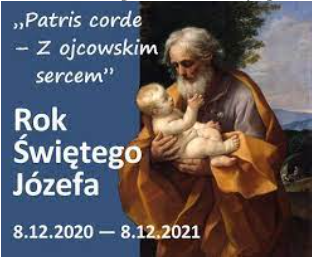 „Patris corde
– Z ojcowskim
sercem”
Rok
Świętego
Józefa
8.12.2020 — 8.12.2021